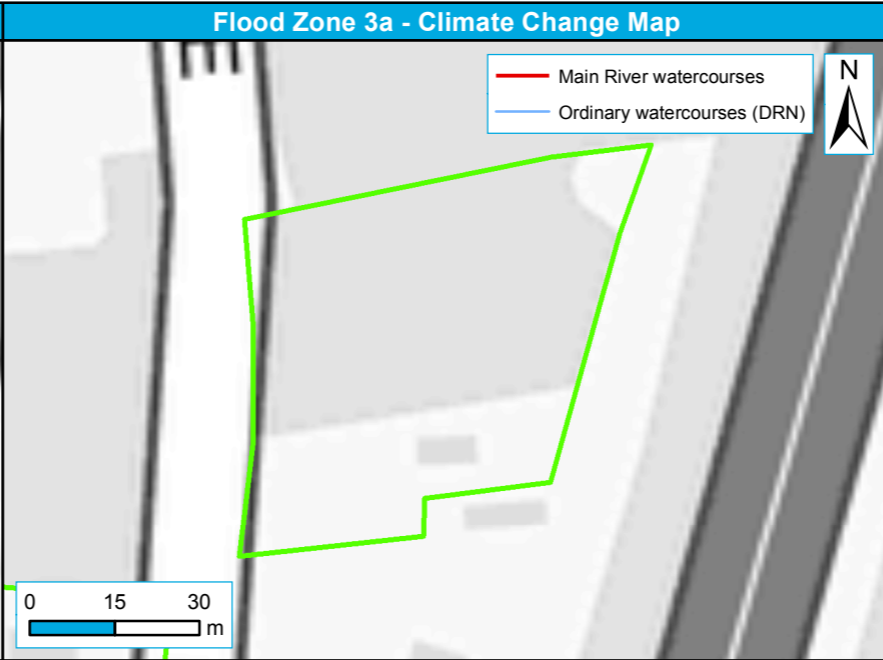 Flood Zone 3a - Climate Change Map
Main River watercourses
N
Ordinary watercourses (DRN)
0 15 30
m